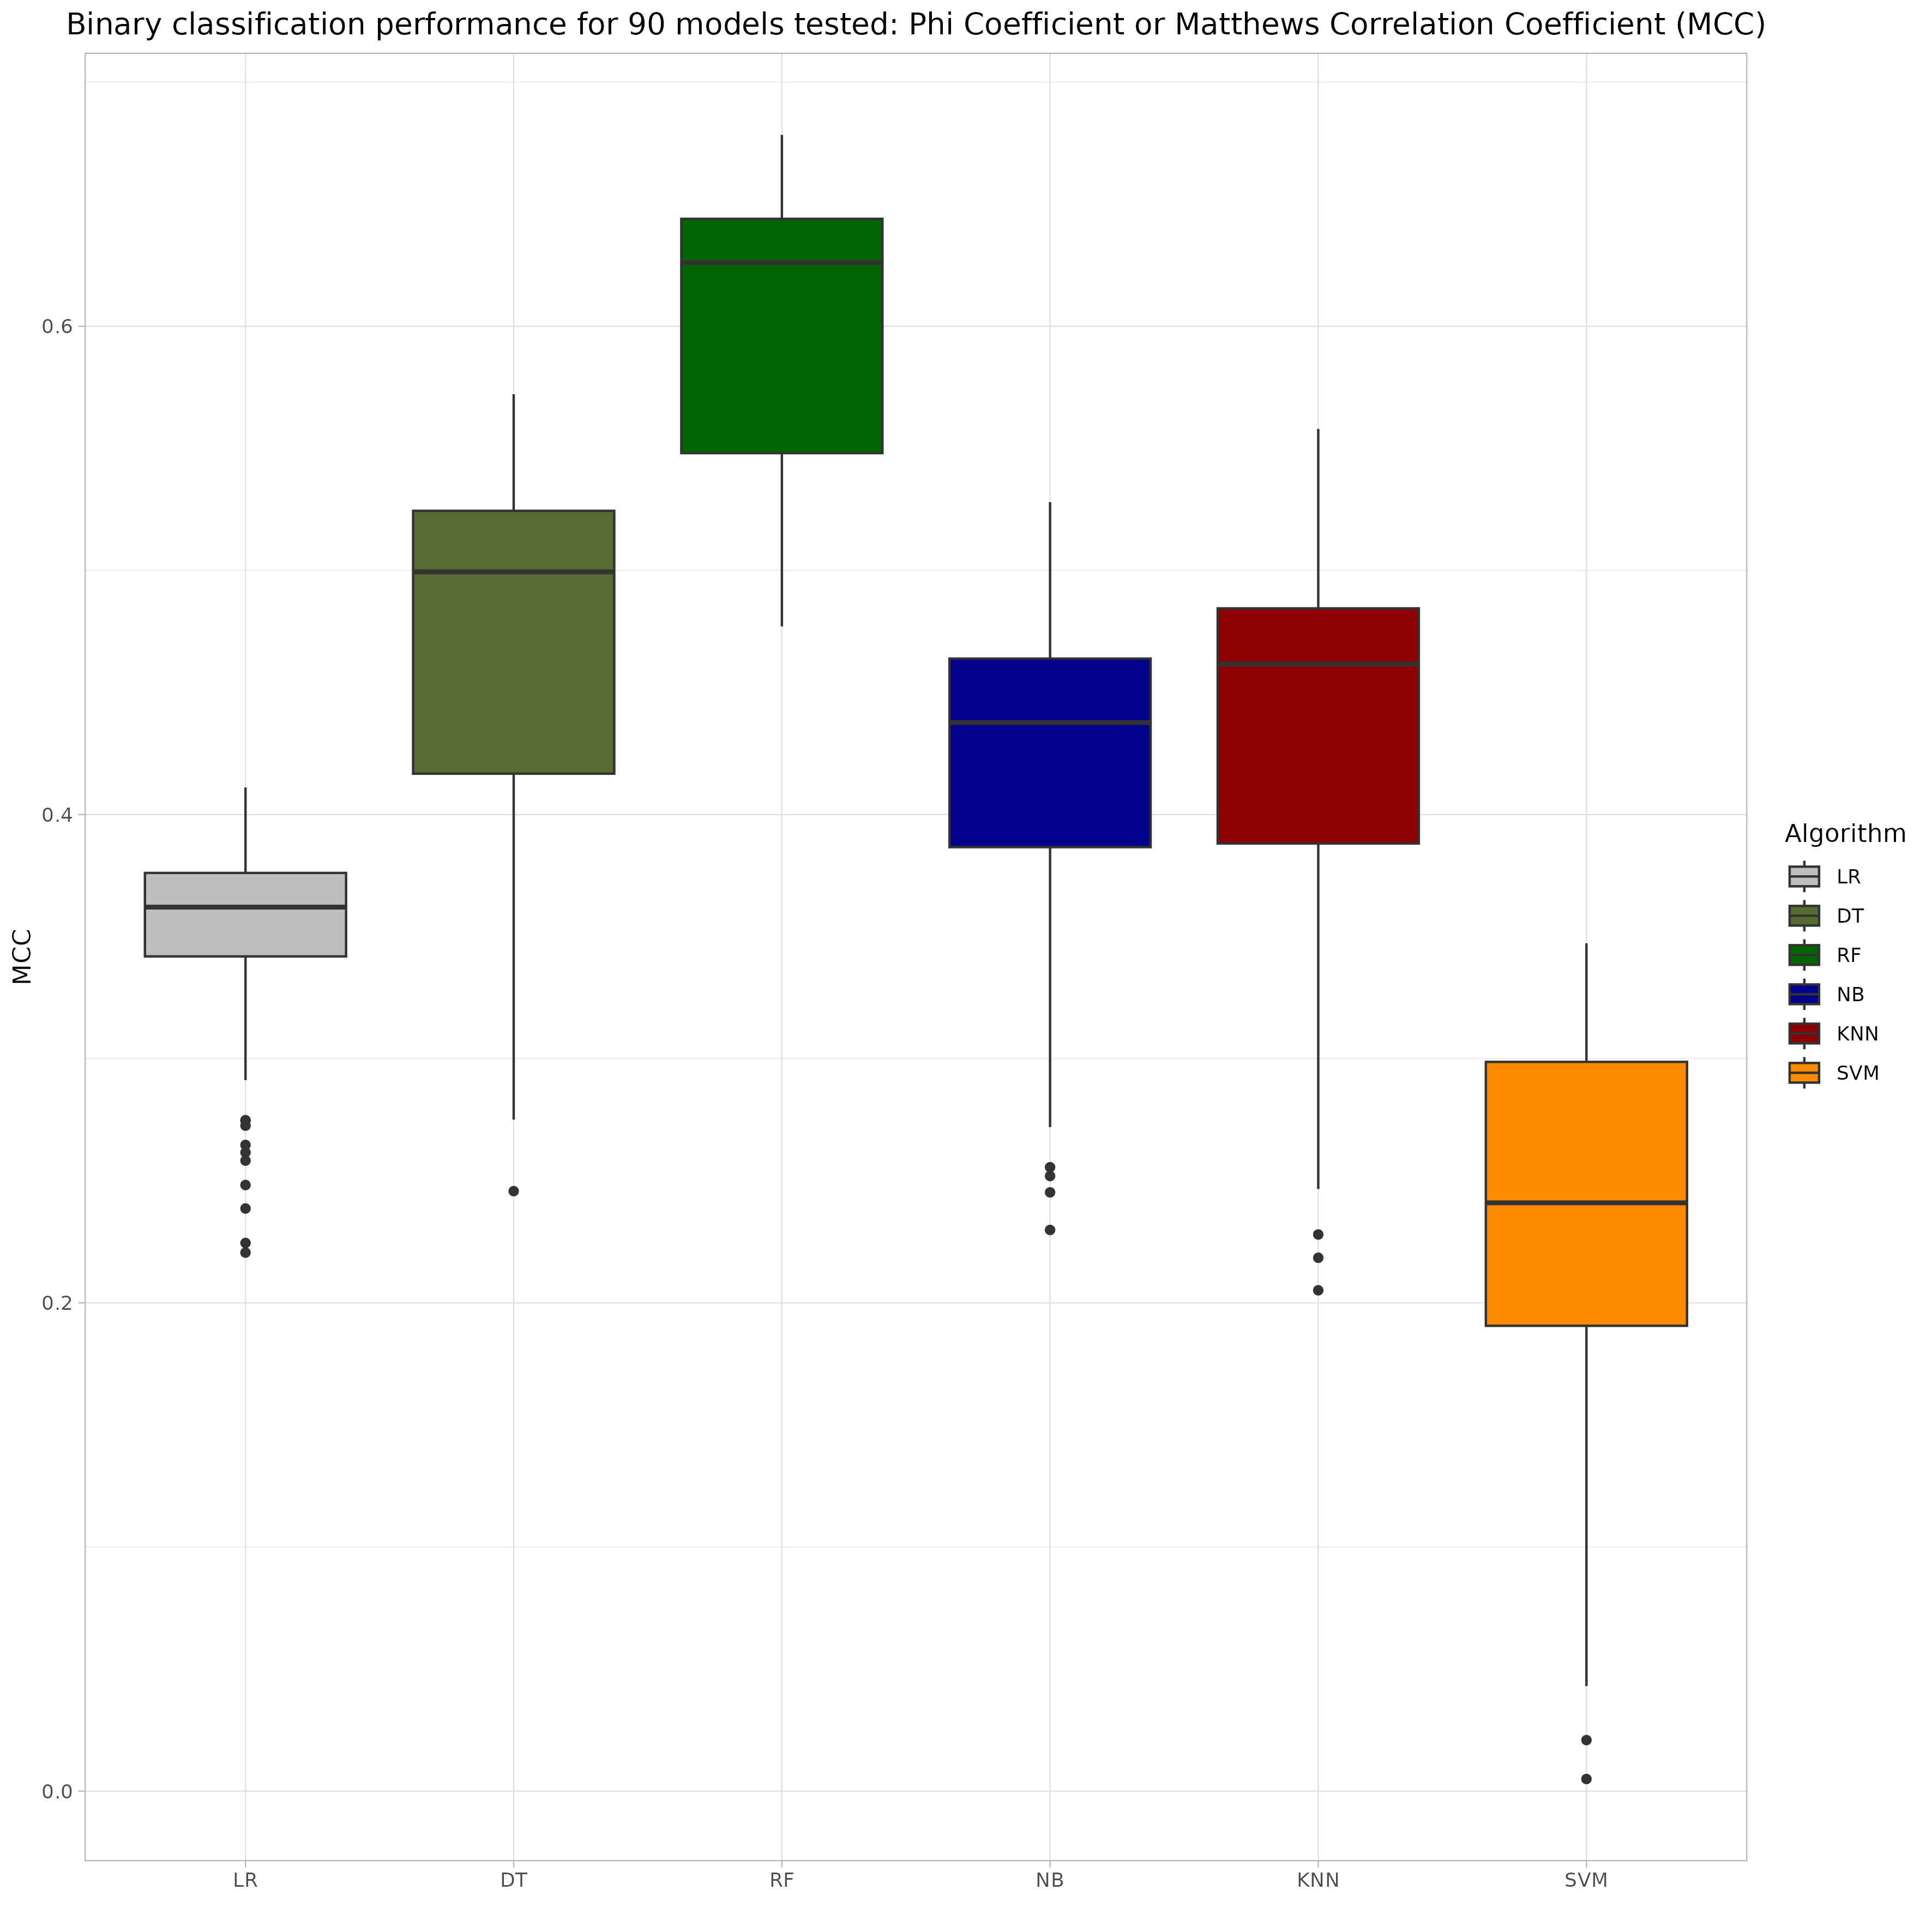 Binary classification performance for 90 models tested: Phi Coefficient or Matthews Correlation Coefficient (MCC)
MCC
0.6
0.4
0.2
0.0
LR
DT
RF
NB
KNN
SVM
Algorithm
LR
DT
RF
NB
KNN
SVM